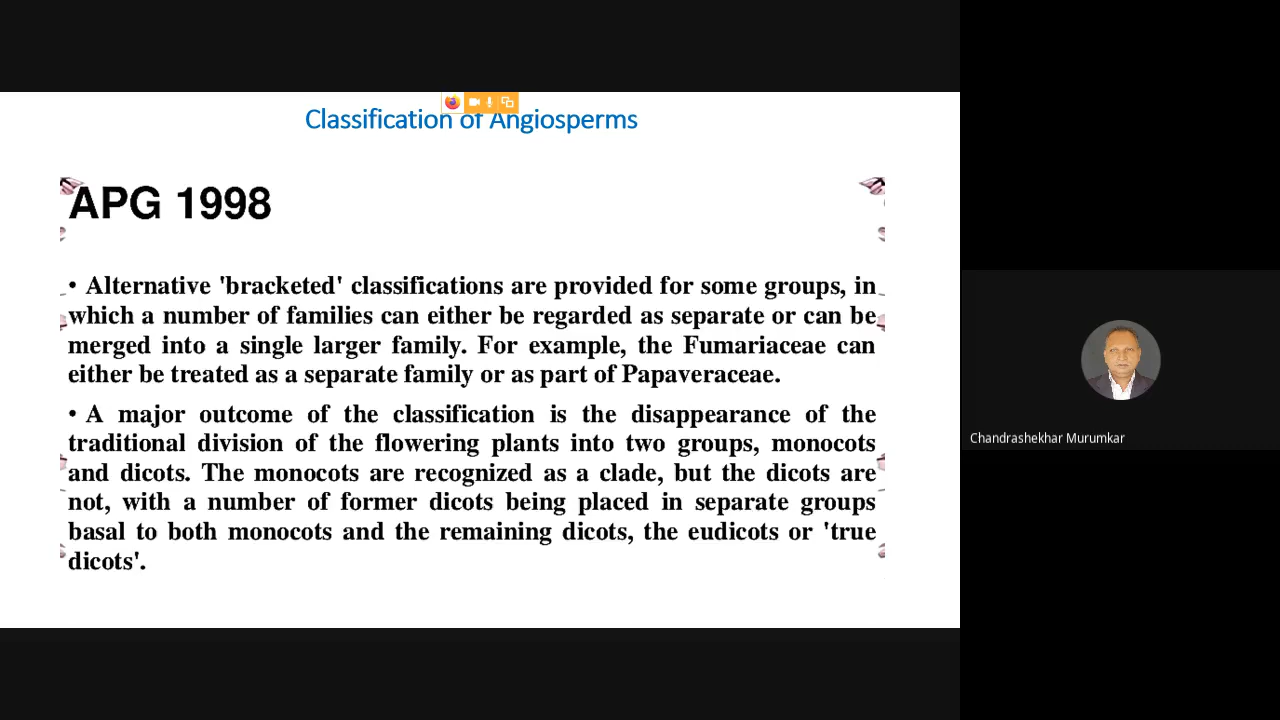 Classification of Angiosperms
APG 1998
• Alternative 'bracketed' classifications are provided for some groups, in
which a number of families can either be regarded as separate or can be
merged into a single larger family. For example, the Fumariaceae can
either be treated as a separate family or as part of Papaveraceae.
• A major outcome of the classification is the disappearance of the
traditional division of the flowering plants into two groups, monocots
and dicots. The monocots are recognized as a clade, but the dicots are
not, with a number of former dicots being placed in separate groups
basal to both monocots and the remaining dicots, the eudicots or 'true
dicots'.
Chandrashekhar Murumkar